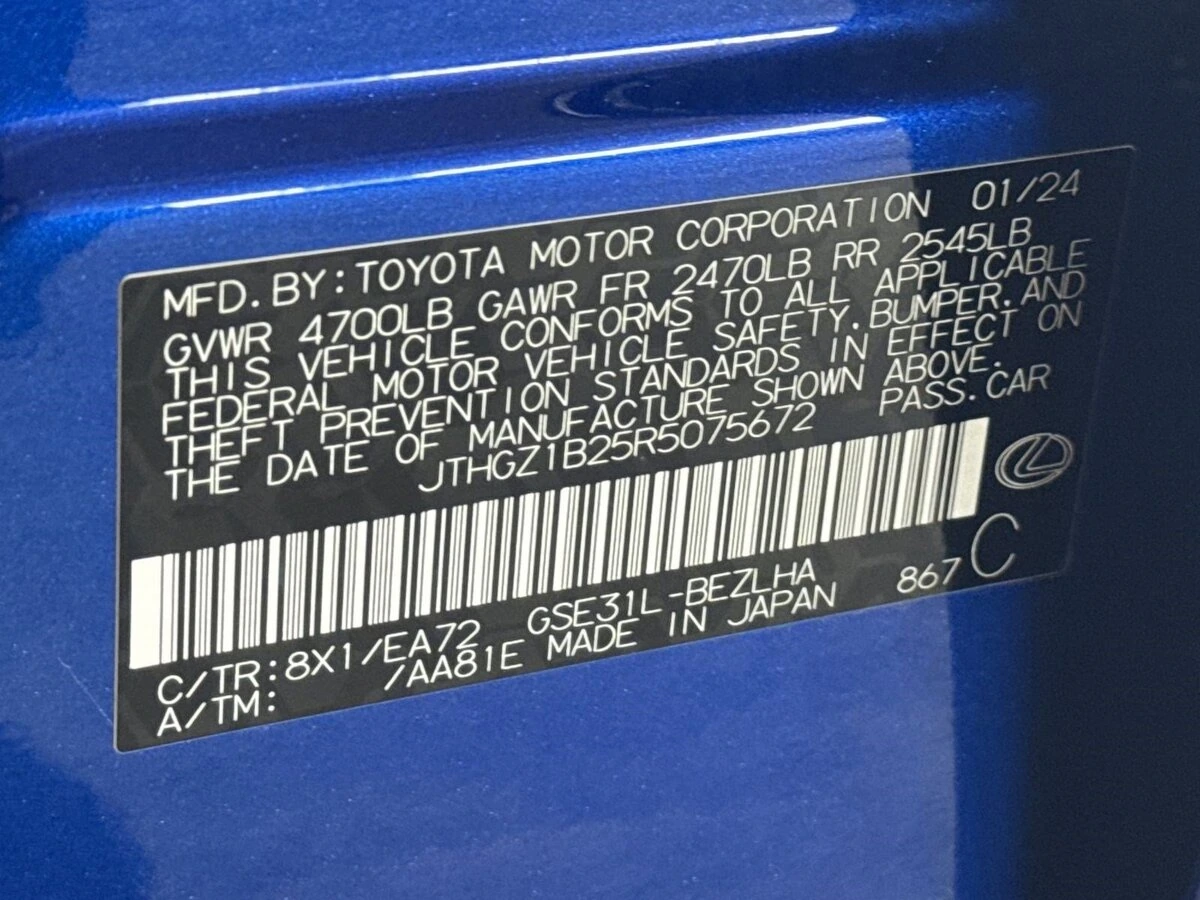 MFD. BY: TOYOTA MOTOR CORPORATION 01/24
GVWR 4700LB GAWR FR 2470LB RR 2545LB
THIS VEHICLE CONFORMS TO ALL APPLICABLE
FEDERAL MOTOR VEHICLE SAFETY, BUMPER, AND
THEFT PREVENTION STANDARDS IN EFFECT ON
THE DATE OF MANUFACTURE SHOWN ABOVE.
JTHGZ1B25R5075672 PASS. CAR
C/TR: 8X1/EA72 GSE31L-BEZLHA 867 C
A/TM: /AA81E MADE IN JAPAN